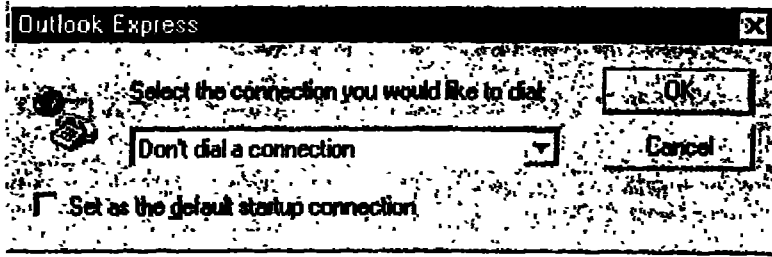 Outlook Express
Select the connection you would like to dial:
OK
Don't dial a connection
Cancel
Set as the default startup connection